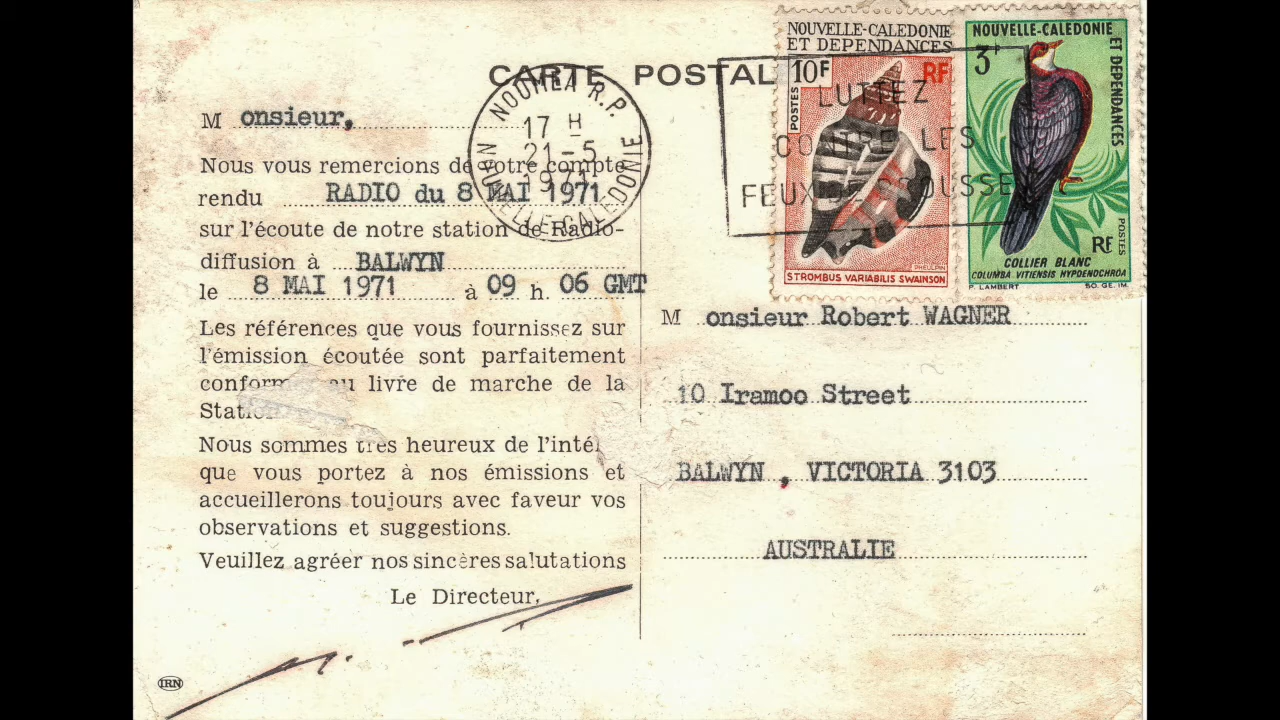 CARTE POSTAL
NOUVELLE-CALEDONIE
ET DEPENDANCES
10F
RF
POSTES
PHEULPIN
STROMBUS VARIABILIS SWAINSON
NOUVELLE-CALEDONIE
ET DEPENDANCES
3F
POSTES
RF
COLLIER BLANC
COLUMBA VITIENSIS HYPOENOCHROA
P. LAMBERT SO. GE. IM.
NOUMEA R.P.
17 H
21-5
1971
NOUVELLE-CALEDONIE
LUTTEZ
CONTRE LES
FEUX DE BROUSSE
M onsieur,
Nous vous remercions de votre compte
rendu RADIO du 8 MAI 1971
sur l'écoute de notre station de Radio-
diffusion à BALWYN
le 8 MAI 1971 à 09 h. 06 GMT
Les références que vous fournissez sur
l'émission écoutée sont parfaitement
conform au livre de marche de la
Station
Nous sommes très heureux de l'inté
que vous portez à nos émissions et
accueillerons toujours avec faveur vos
observations et suggestions.
Veuillez agréer nos sincères salutations
Le Directeur,
IRN
M onsieur Robert WAGNER
10 Iramoo Street
BALWYN , VICTORIA 3103
AUSTRALIE